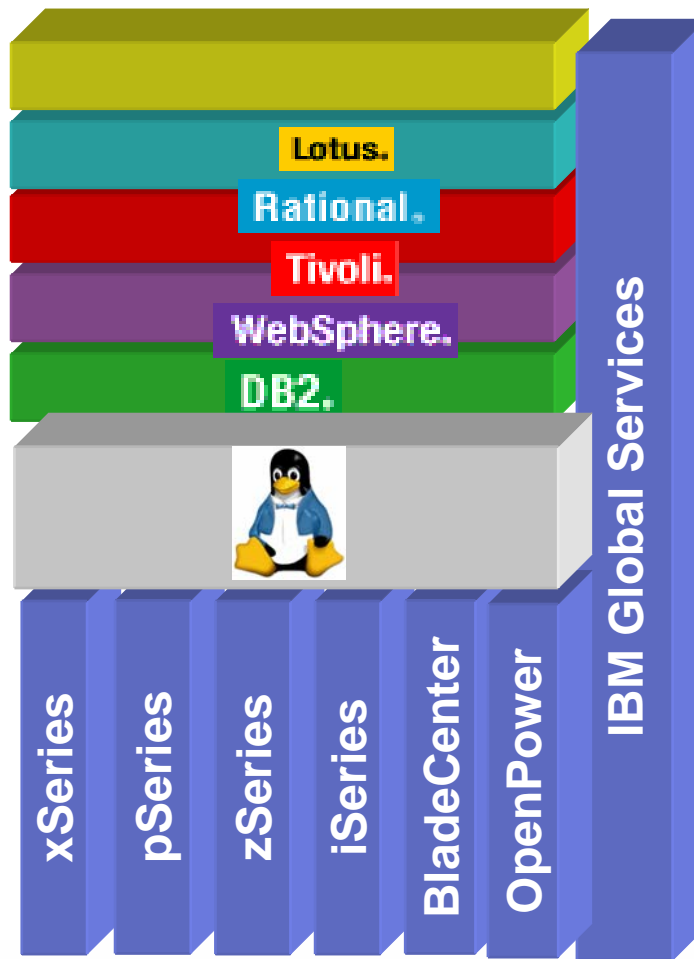 Lotus.
Rational.
Tivoli.
WebSphere.
DB2.
xSeries
pSeries
zSeries
iSeries
BladeCenter
OpenPower
IBM Global Services